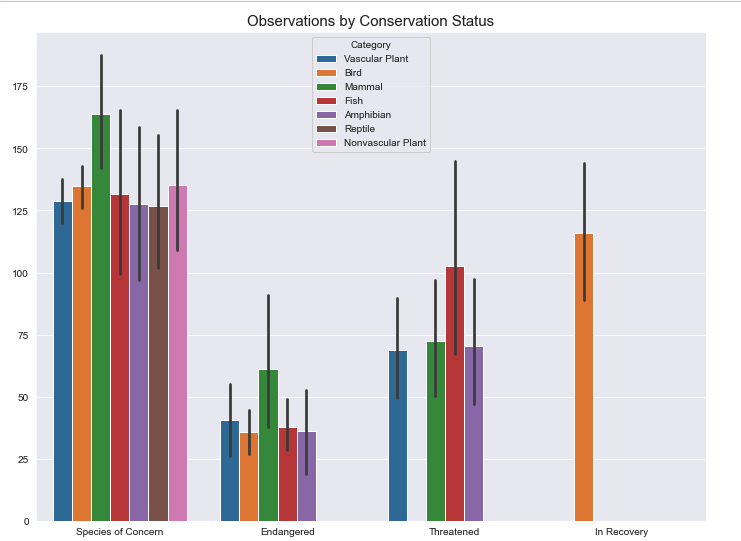 Observations by Conservation Status
Category
Vascular Plant
Bird
Mammal
Fish
Amphibian
Reptile
Nonvascular Plant
175
150
125
100
75
50
25
0
Species of Concern
Endangered
Threatened
In Recovery